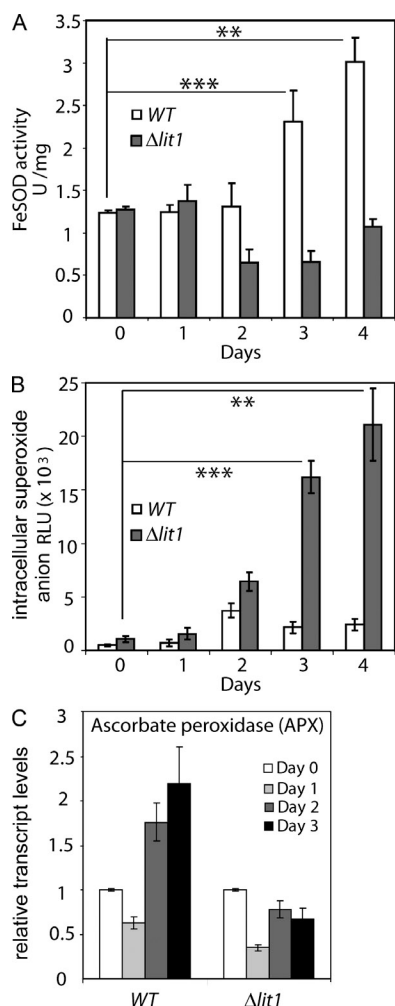 A
FeSOD activity
U /mg
3.5
3
2.5
2
1.5
1
0.5
0
**
***
WT
Δlit1
0 1 2 3 4
Days
B
intracellular superoxide
anion RLU (x 10³)
25
20
15
10
5
0
**
***
WT
Δlit1
0 1 2 3 4
Days
C
relative transcript levels
3
2.5
2
1.5
1
0.5
0
Ascorbate peroxidase (APX)
Day 0
Day 1
Day 2
Day 3
WT Δlit1